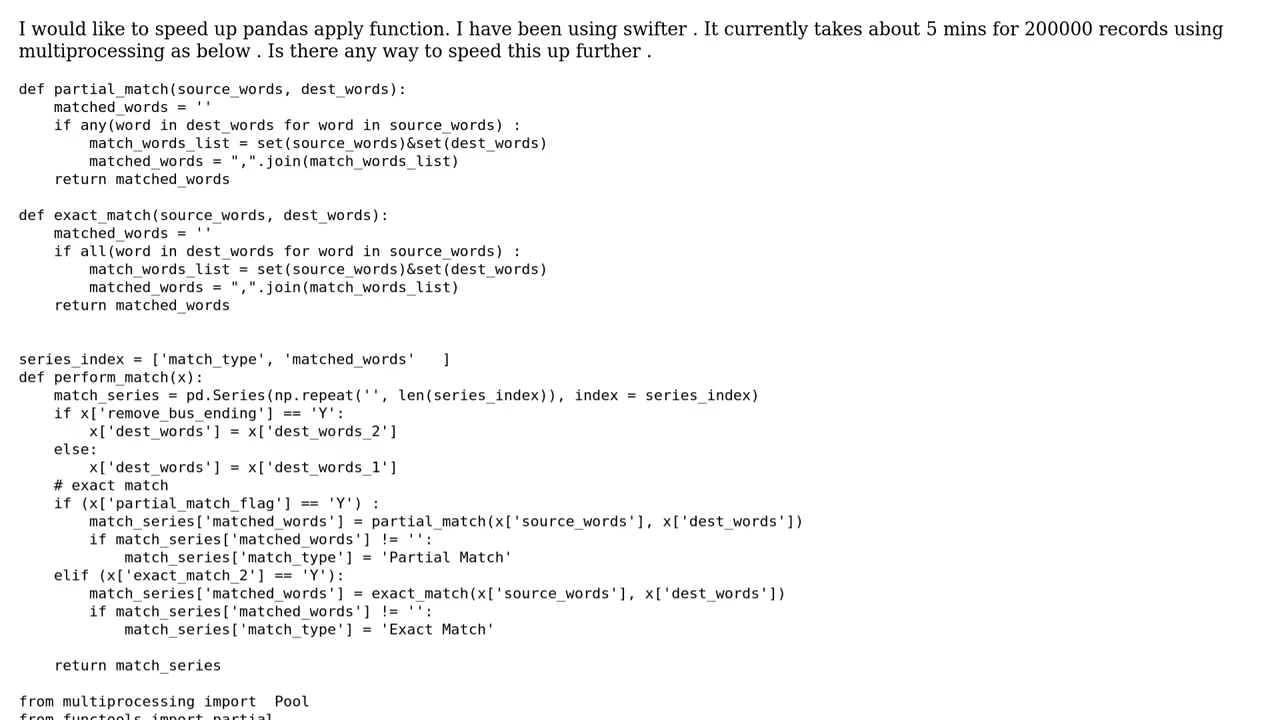 I would like to speed up pandas apply function. I have been using swifter . It currently takes about 5 mins for 200000 records using
multiprocessing as below . Is there any way to speed this up further .
def partial_match(source_words, dest_words):
    matched_words = ''
    if any(word in dest_words for word in source_words) :
        match_words_list = set(source_words)&set(dest_words)
        matched_words = ",".join(match_words_list)
    return matched_words

def exact_match(source_words, dest_words):
    matched_words = ''
    if all(word in dest_words for word in source_words) :
        match_words_list = set(source_words)&set(dest_words)
        matched_words = ",".join(match_words_list)
    return matched_words


series_index = ['match_type', 'matched_words'   ]
def perform_match(x):
    match_series = pd.Series(np.repeat('', len(series_index)), index = series_index)
    if x['remove_bus_ending'] == 'Y':
        x['dest_words'] = x['dest_words_2']
    else:
        x['dest_words'] = x['dest_words_1']
    # exact match
    if (x['partial_match_flag'] == 'Y') :
        match_series['matched_words'] = partial_match(x['source_words'], x['dest_words'])
        if match_series['matched_words'] != '':
            match_series['match_type'] = 'Partial Match'
    elif (x['exact_match_2'] == 'Y'):
        match_series['matched_words'] = exact_match(x['source_words'], x['dest_words'])
        if match_series['matched_words'] != '':
            match_series['match_type'] = 'Exact Match'

    return match_series

from multiprocessing import  Pool
from functools import partial